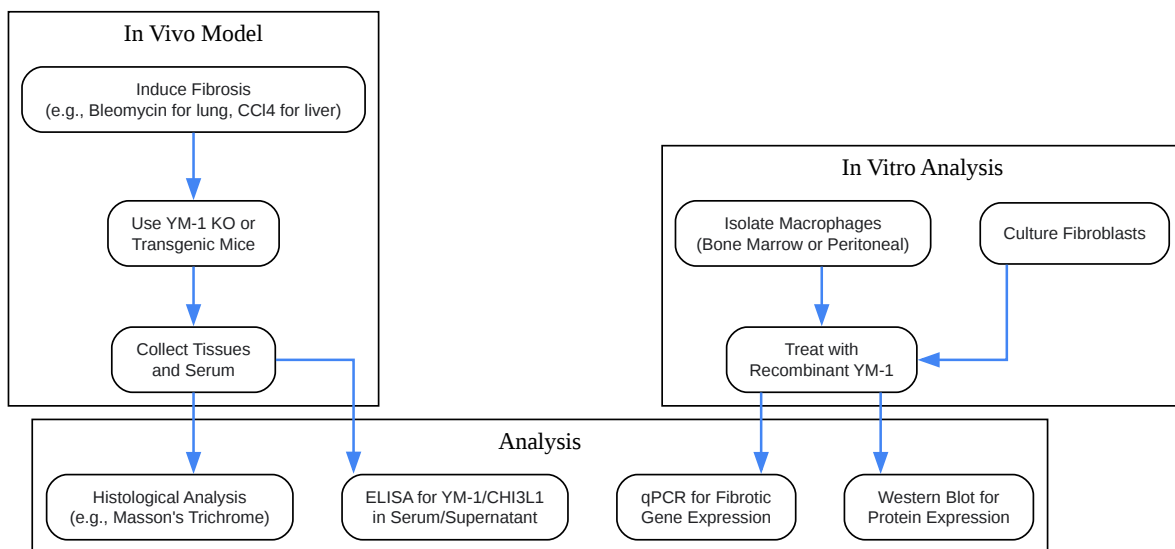 In Vivo Model
Induce Fibrosis
(e.g., Bleomycin for lung, CCl4 for liver)
Use YM-1 KO or
Transgenic Mice
Collect Tissues
and Serum
In Vitro Analysis
Isolate Macrophages
(Bone Marrow or Peritoneal)
Culture Fibroblasts
Treat with
Recombinant YM-1
Analysis
Histological Analysis
(e.g., Masson's Trichrome)
ELISA for YM-1/CHI3L1
in Serum/Supernatant
qPCR for Fibrotic
Gene Expression
Western Blot for
Protein Expression